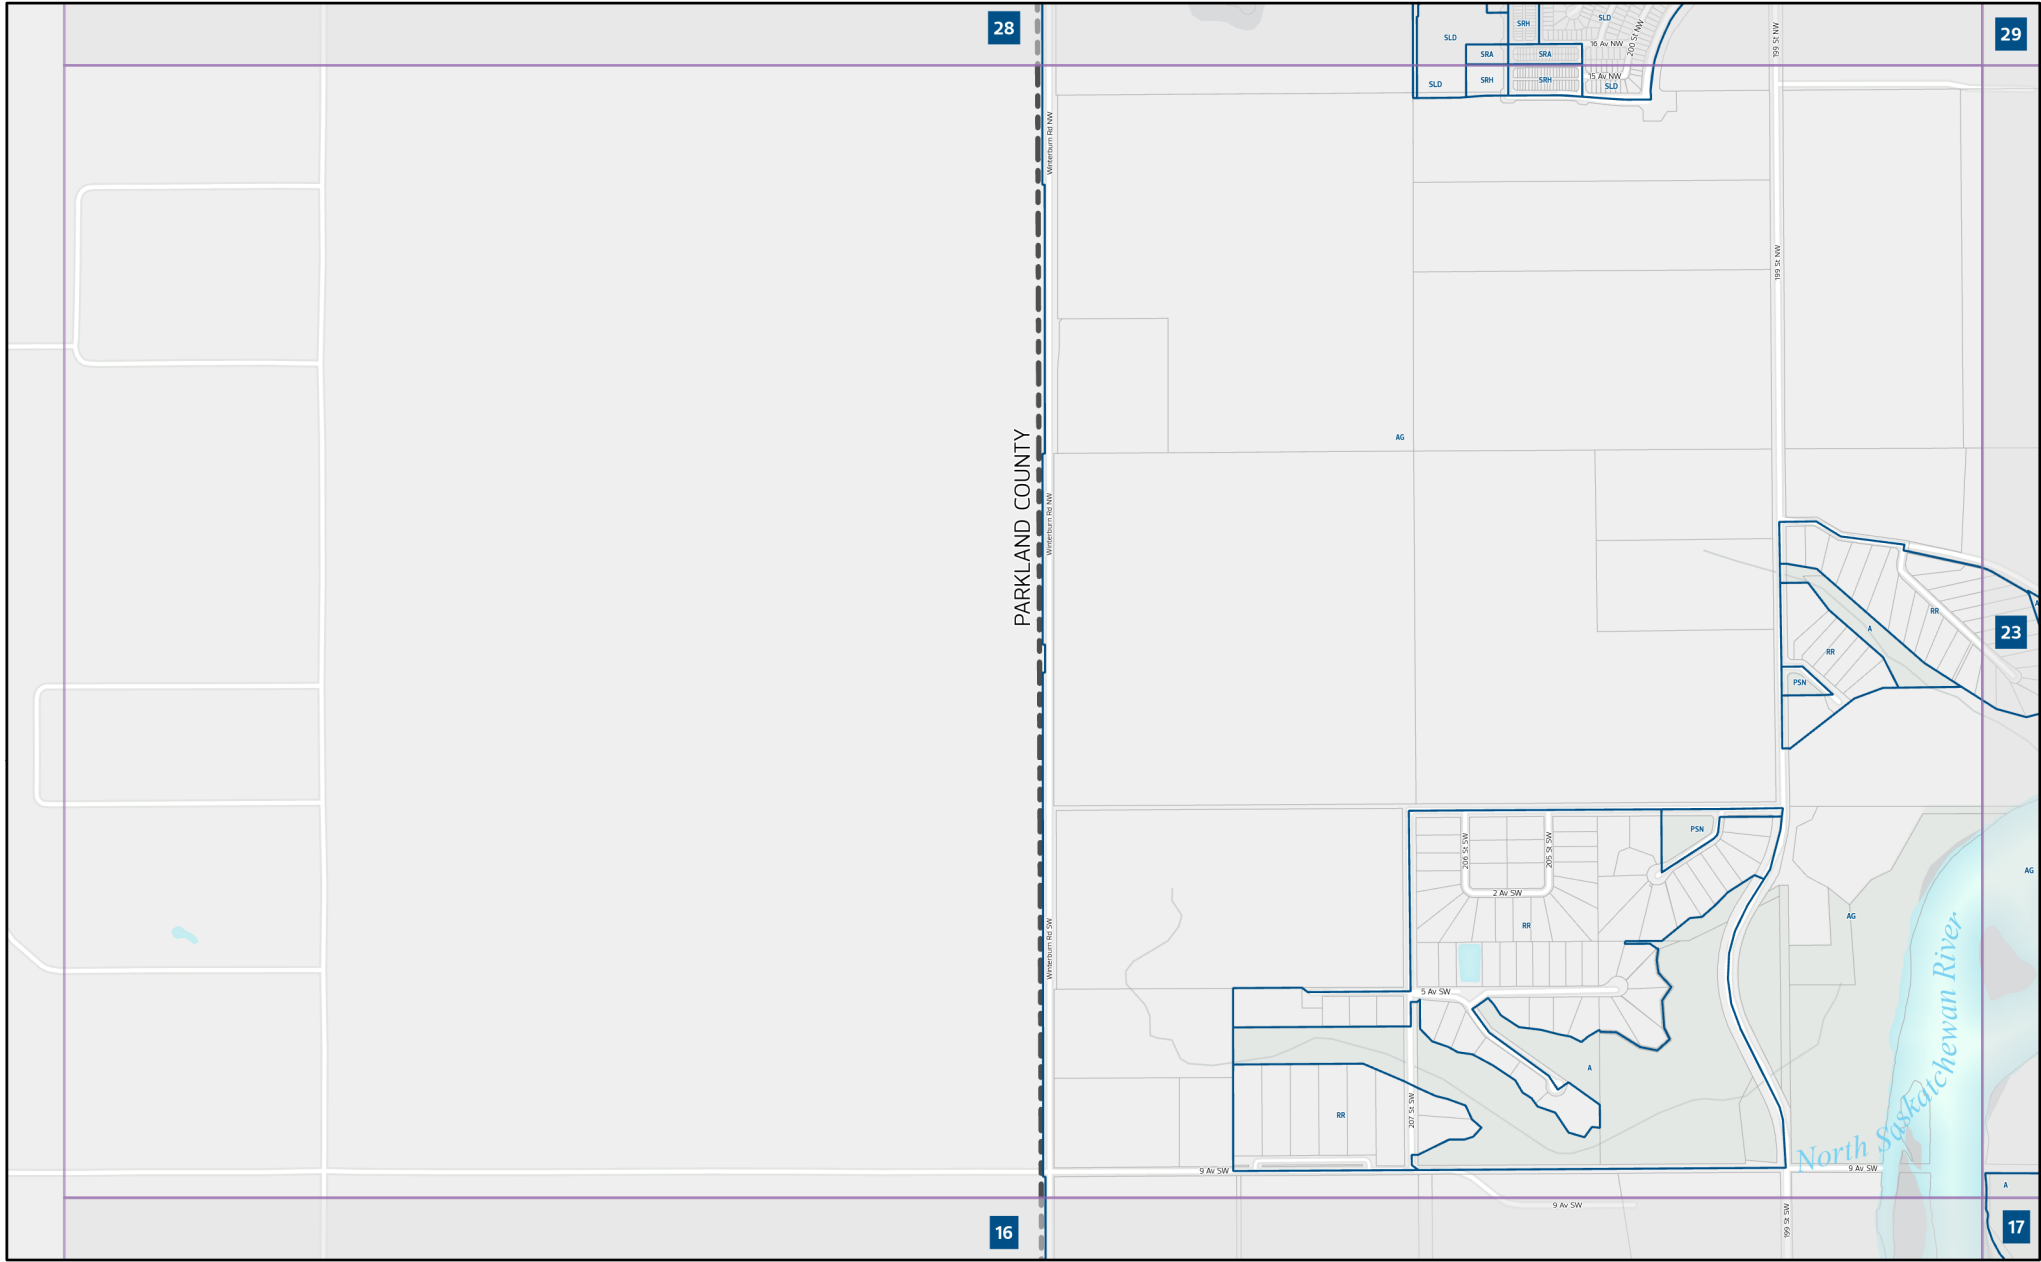 28
29
SRH
SLD
SLD
16 Av NW
200 St NW
199 St NW
SRA
SRA
15 Av NW
SLD
SRH
SRH
SLD
Winterburn Rd NW
199 St NW
AG
PARKLAND COUNTY
Winterburn Rd NW
A
RR
23
A
RR
PSN
206 St SW
205 St SW
PSN
2 Av SW
AG
AG
RR
Winterburn Rd SW
North Saskatchewan River
5 Av SW
A
RR
207 St SW
9 Av SW
9 Av SW
A
9 Av SW
199 St SW
16
17